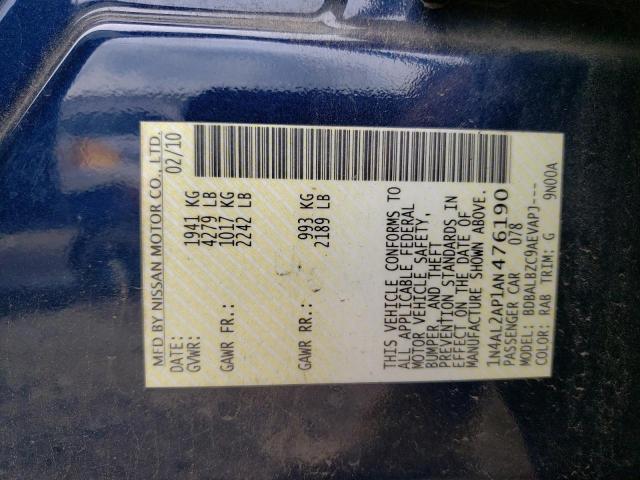 MFD BY NISSAN MOTOR CO., LTD.
DATE: 02/10
GVWR: 1941 KG
4279 LB
GAWR FR.: 1017 KG
2242 LB
GAWR RR.: 993 KG
2189 LB
THIS VEHICLE CONFORMS TO
ALL APPLICABLE FEDERAL
MOTOR VEHICLE SAFETY,
BUMPER, AND THEFT
PREVENTION STANDARDS IN
EFFECT ON THE DATE OF
MANUFACTURE SHOWN ABOVE.
1N4AL2AP1AN476190
PASSENGER CAR 078
MODEL: BDBALBZC9AEVAPJ---
COLOR: RAB TRIM: G 9N00A